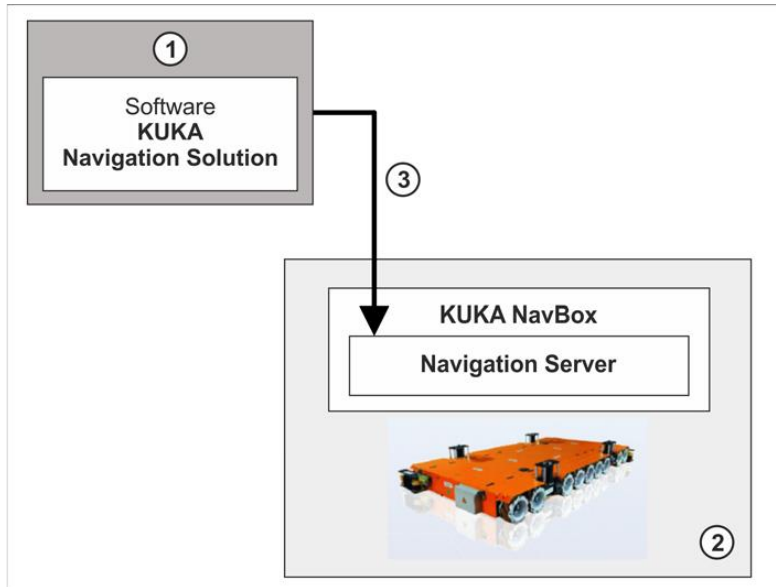 1
Software
KUKA
Navigation Solution
3
KUKA NavBox
Navigation Server
2